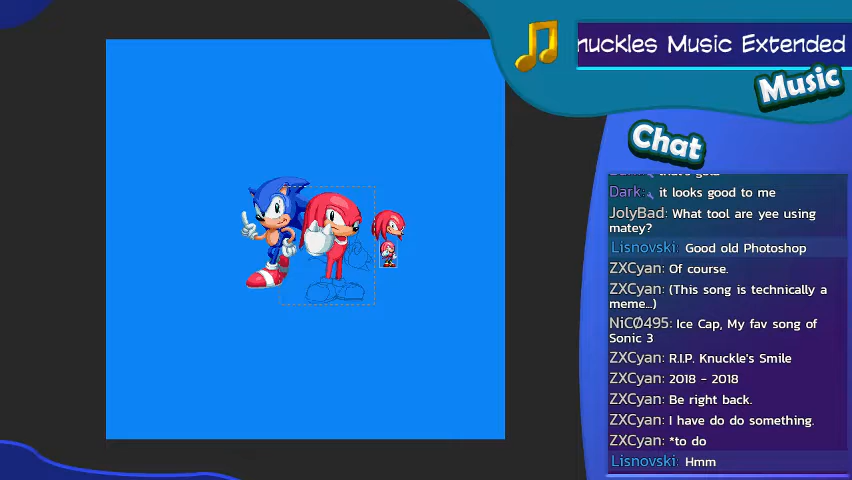 nuckles Music Extended
Music
Chat
Dark: it looks good to me
JolyBad: What tool are yee using
matey?
Lisnovski: Good old Photoshop
ZXCyan: Of course.
ZXCyan: (This song is technically a
meme...)
NiCØ495: Ice Cap, My fav song of
Sonic 3
ZXCyan: R.I.P. Knuckle's Smile
ZXCyan: 2018 - 2018
ZXCyan: Be right back.
ZXCyan: I have do do something.
ZXCyan: *to do
Lisnovski: Hmm